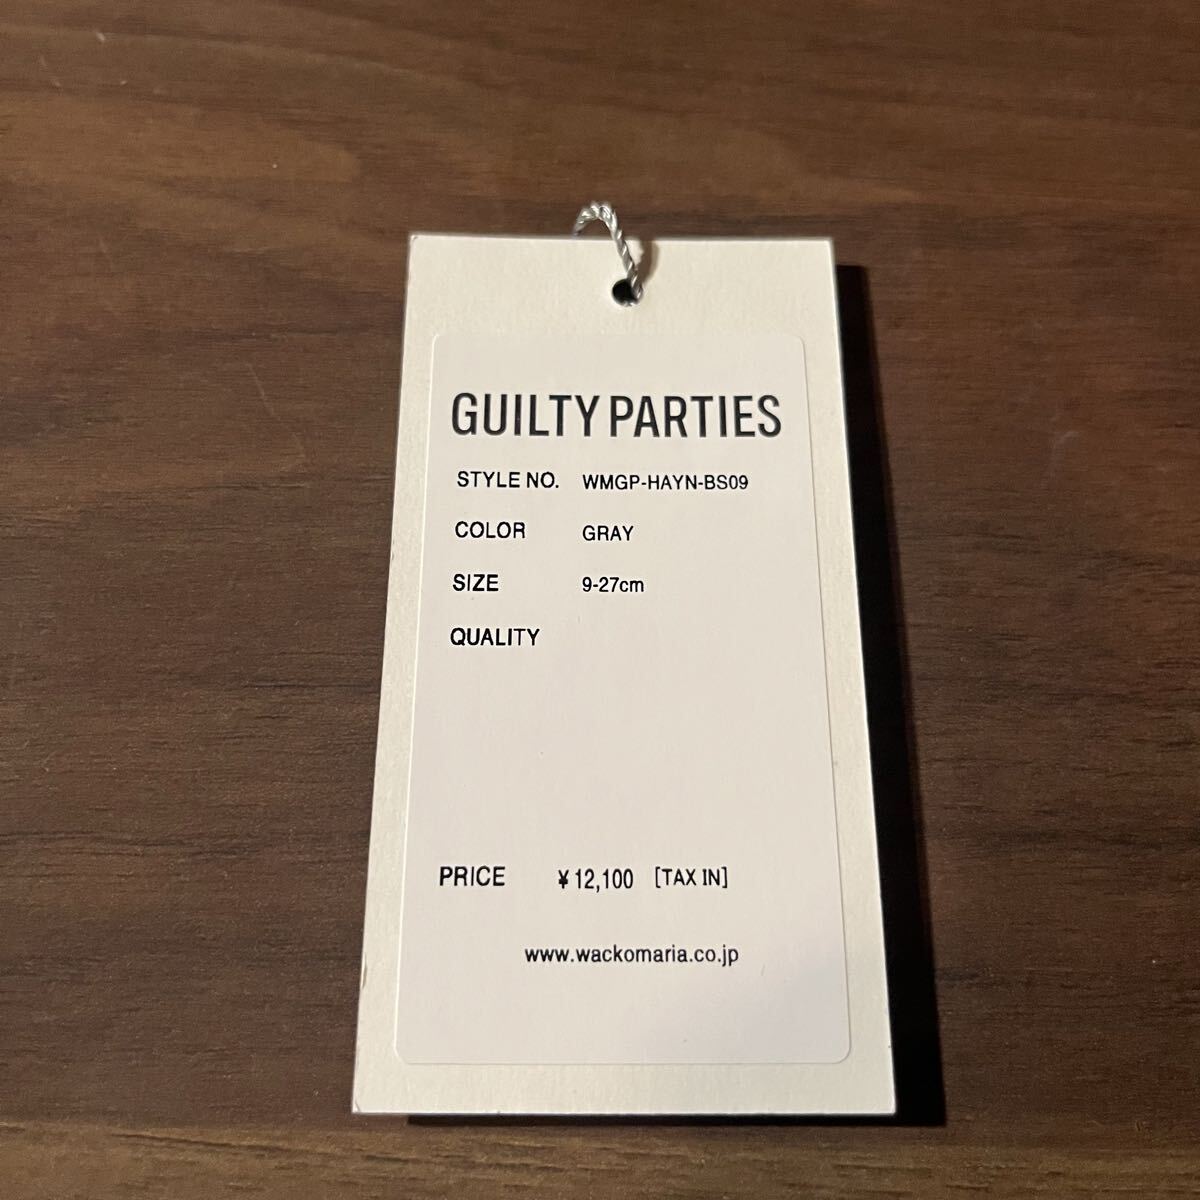 GUILTY PARTIES
STYLE NO. WMGP-HAYN-BS09
COLOR GRAY
SIZE 9-27cm
QUALITY
PRICE ¥12,100 [TAX IN]
www.wackomaria.co.jp